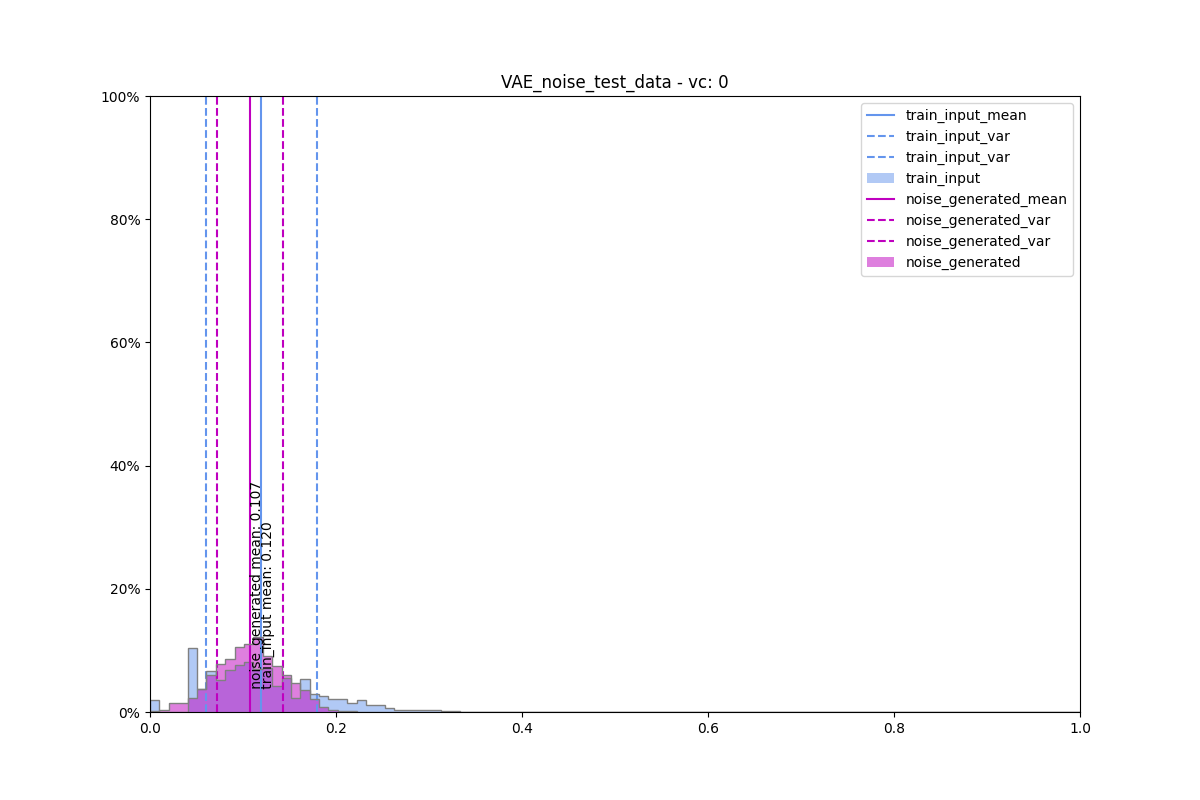 VAE_noise_test_data - vc: 0
100%
80%
60%
40%
20%
0%
0.0
0.2
0.4
0.6
0.8
1.0
train_input_mean
train_input_var
train_input_var
train_input
noise_generated_mean
noise_generated_var
noise_generated_var
noise_generated
noise_generated mean: 0.107
train_input mean: 0.120